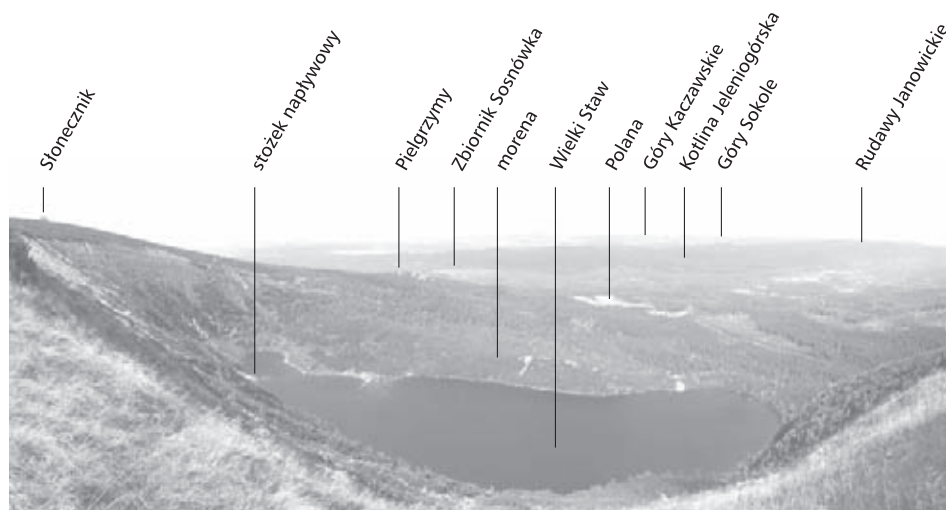 Słonecznik
stożek napływowy
Pielgrzymy
Zbiornik Sosnówka
morena
Wielki Staw
Polana
Góry Kaczawskie
Kotlina Jeleniogórska
Góry Sokole
Rudawy Janowickie